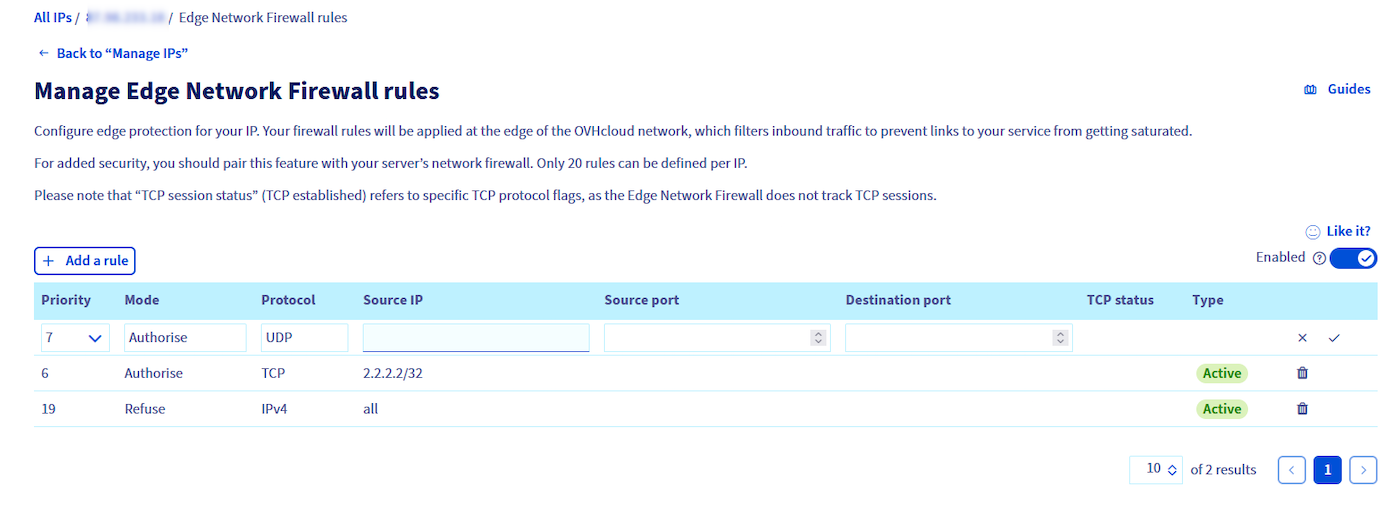 All IPs / / Edge Network Firewall rules
← Back to “Manage IPs”
Manage Edge Network Firewall rules
Guides
Configure edge protection for your IP. Your firewall rules will be applied at the edge of the OVHcloud network, which filters inbound traffic to prevent links to your service from getting saturated.
For added security, you should pair this feature with your server’s network firewall. Only 20 rules can be defined per IP.
Please note that “TCP session status” (TCP established) refers to specific TCP protocol flags, as the Edge Network Firewall does not track TCP sessions.
Like it?
+ Add a rule
Enabled ?
Priority Mode Protocol Source IP Source port Destination port TCP status Type
7 Authorise UDP
6 Authorise TCP 2.2.2.2/32 Active
19 Refuse IPv4 all Active
10 of 2 results 1